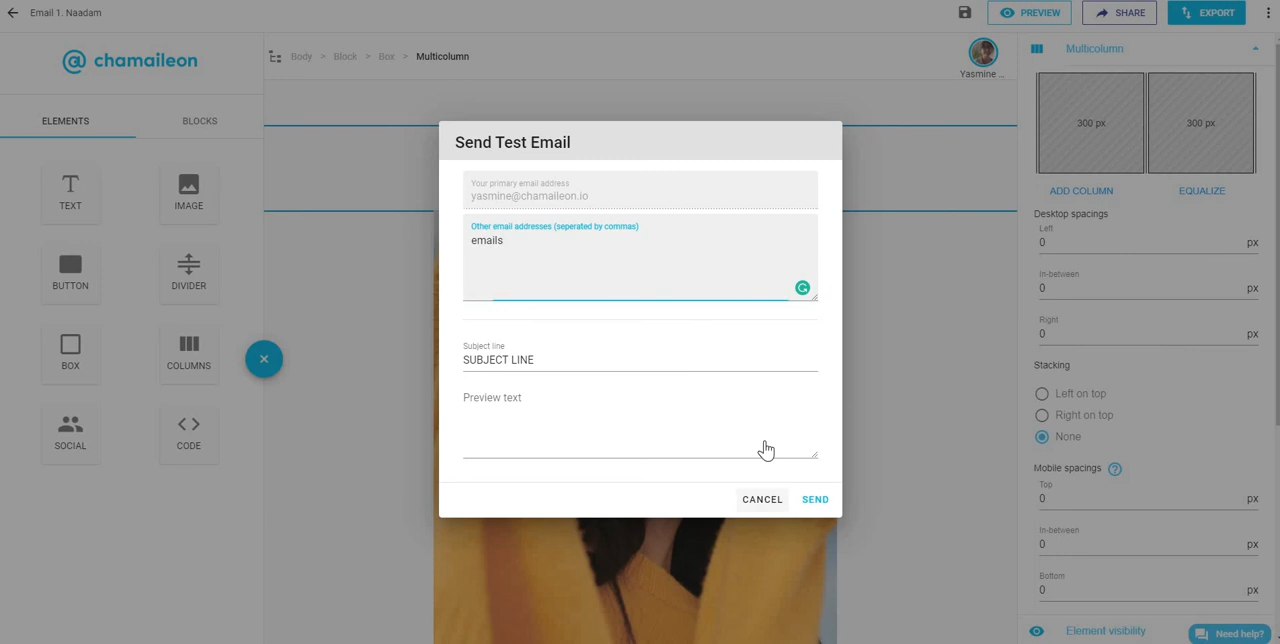 Email 1. Naadam
PREVIEW
SHARE
EXPORT
@ chamaileon
Body > Block > Box > Multicolumn
Yasmine ...
ELEMENTS
BLOCKS
TEXT
IMAGE
BUTTON
DIVIDER
BOX
COLUMNS
SOCIAL
CODE
Send Test Email
Your primary email address
yasmine@chamaileon.io
Other email addresses (seperated by commas)
emails
Subject line
SUBJECT LINE
Preview text
CANCEL
SEND
Multicolumn
300 px
300 px
ADD COLUMN
EQUALIZE
Desktop spacings
Left
0 px
In-between
0 px
Right
0 px
Stacking
Left on top
Right on top
None
Mobile spacings ?
Top
0 px
In-between
0 px
Bottom
0 px
Element visibility
Need help?